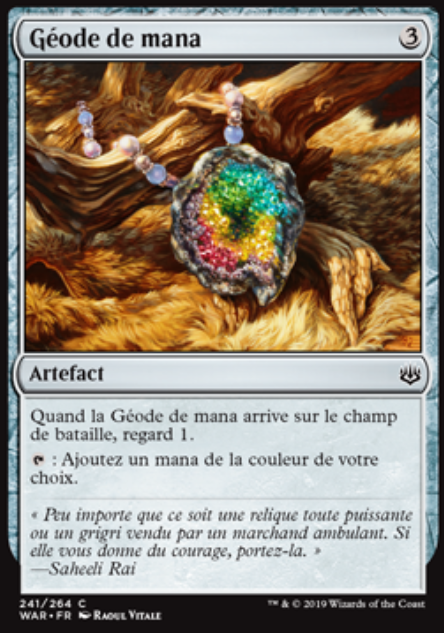 Géode de mana 3
Artefact
Quand la Géode de mana arrive sur le champ
de bataille, regard 1.
: Ajoutez un mana de la couleur de votre
choix.
« Peu importe que ce soit une relique toute puissante
ou un grigri vendu par un marchand ambulant. Si
elle vous donne du courage, portez-la. »
—Saheeli Rai
241/264 C
WAR • FR Raoul Vitale
™ & © 2019 Wizards of the Coast